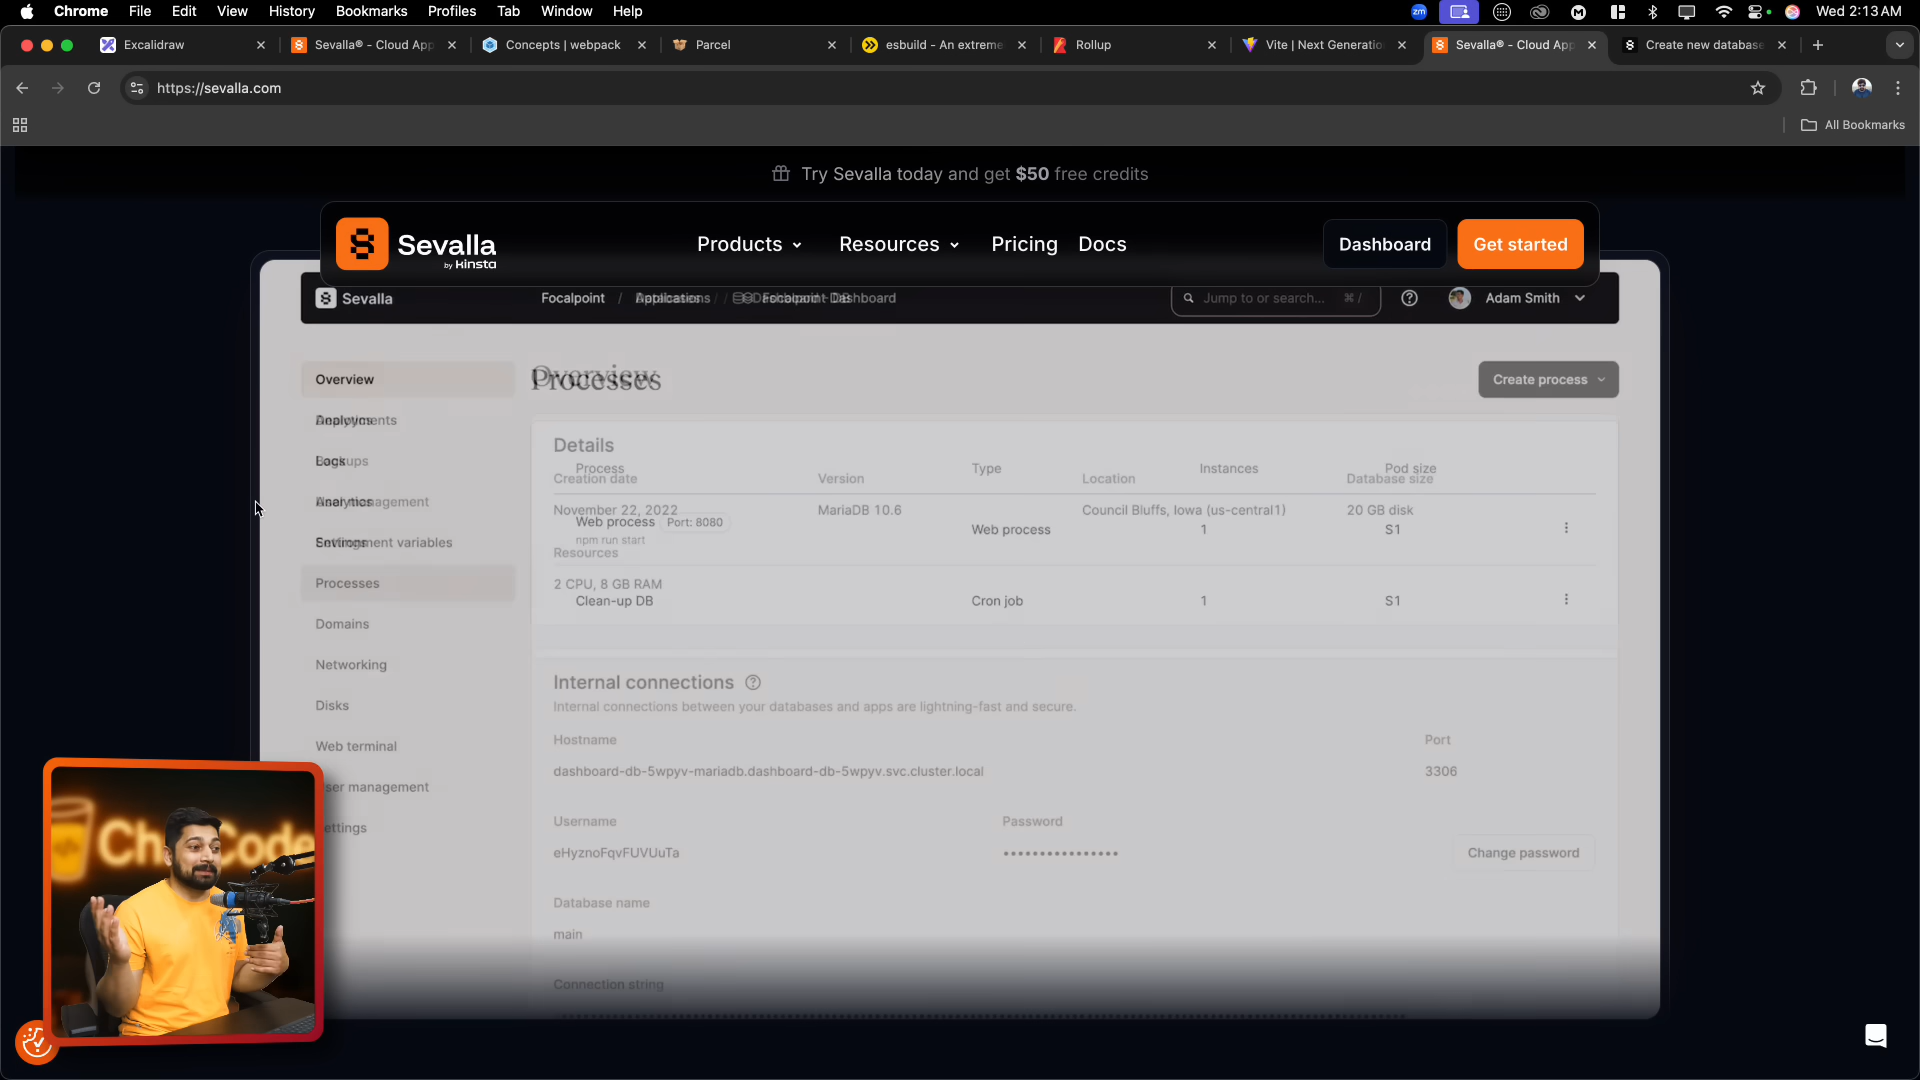 Chrome File Edit View History Bookmarks Profiles Tab Window Help
Wed 2:13 AM
Excalidraw
Sevalla® - Cloud App
Concepts | webpack
Parcel
esbuild - An extreme
Rollup
Vite | Next Generatio
Sevalla® - Cloud App
Create new database
https://sevalla.com
All Bookmarks
Try Sevalla today and get $50 free credits
Sevalla
by Kinsta
Products
Resources
Pricing
Docs
Dashboard
Get started
Sevalla
Focalpoint /
Jump to or search... ⌘ /
Adam Smith
Overview
Processes
Create process
Processes
Domains
Networking
Disks
Web terminal
ser management
ettings
Details
Process Type Instances Pod size
Creation date Version Location Database size
November 22, 2022 MariaDB 10.6 Council Bluffs, Iowa (us-central1) 20 GB disk
Web process Port: 8080 Web process 1 S1
npm run start
Resources
2 CPU, 8 GB RAM
Clean-up DB Cron job 1 S1
Internal connections
Internal connections between your databases and apps are lightning-fast and secure.
Hostname Port
dashboard-db-5wpyv-mariadb.dashboard-db-5wpyv.svc.cluster.local 3306
Username Password
eHyznoFqvFUVUuTa •••••••••••••••• Change password
Database name
main
Connection string